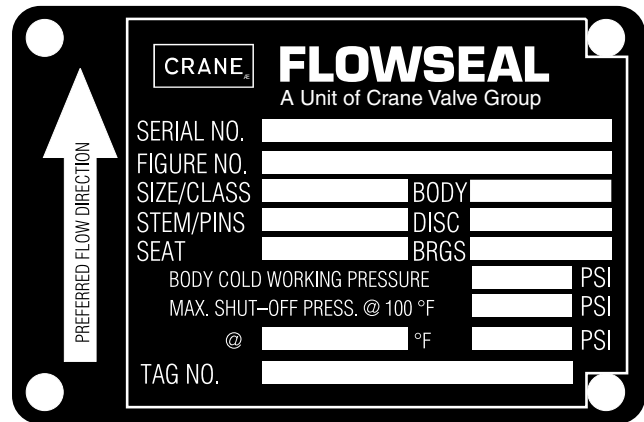 CRANE
FLOWSEAL
A Unit of Crane Valve Group
PREFERRED FLOW DIRECTION
SERIAL NO.
FIGURE NO.
SIZE/CLASS BODY
STEM/PINS DISC
SEAT BRGS
BODY COLD WORKING PRESSURE PSI
MAX. SHUT–OFF PRESS. @ 100 °F PSI
@ °F PSI
TAG NO.